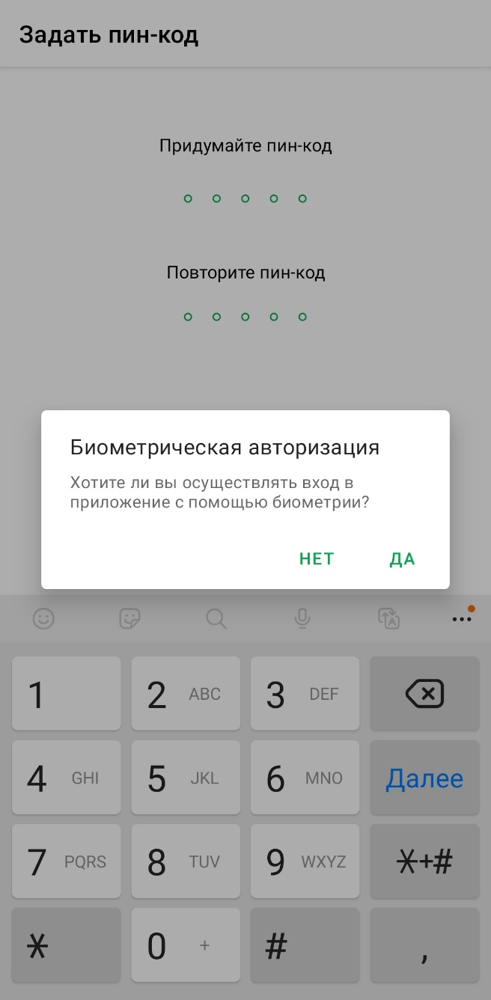 Задать пин-код
Придумайте пин-код
Повторите пин-код
Биометрическая авторизация
Хотите ли вы осуществлять вход в
приложение с помощью биометрии?
НЕТ ДА
1 2 ABC 3 DEF
4 GHI 5 JKL 6 MNO Далее
7 PQRS 8 TUV 9 WXYZ *+#
* 0 + # ,